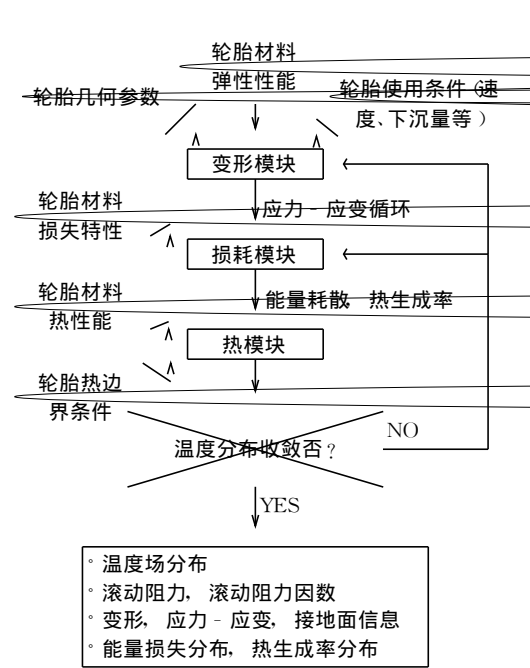 轮胎材料
弹性性能
轮胎几何参数
轮胎使用条件(速
度、下沉量等)
变形模块
轮胎材料
损失特性
应力-应变循环
损耗模块
轮胎材料
热性能
能量耗散,热生成率
热模块
轮胎热边
界条件
温度分布收敛否?
NO
YES
°温度场分布
°滚动阻力,滚动阻力因数
°变形,应力-应变,接地面信息
°能量损失分布,热生成率分布